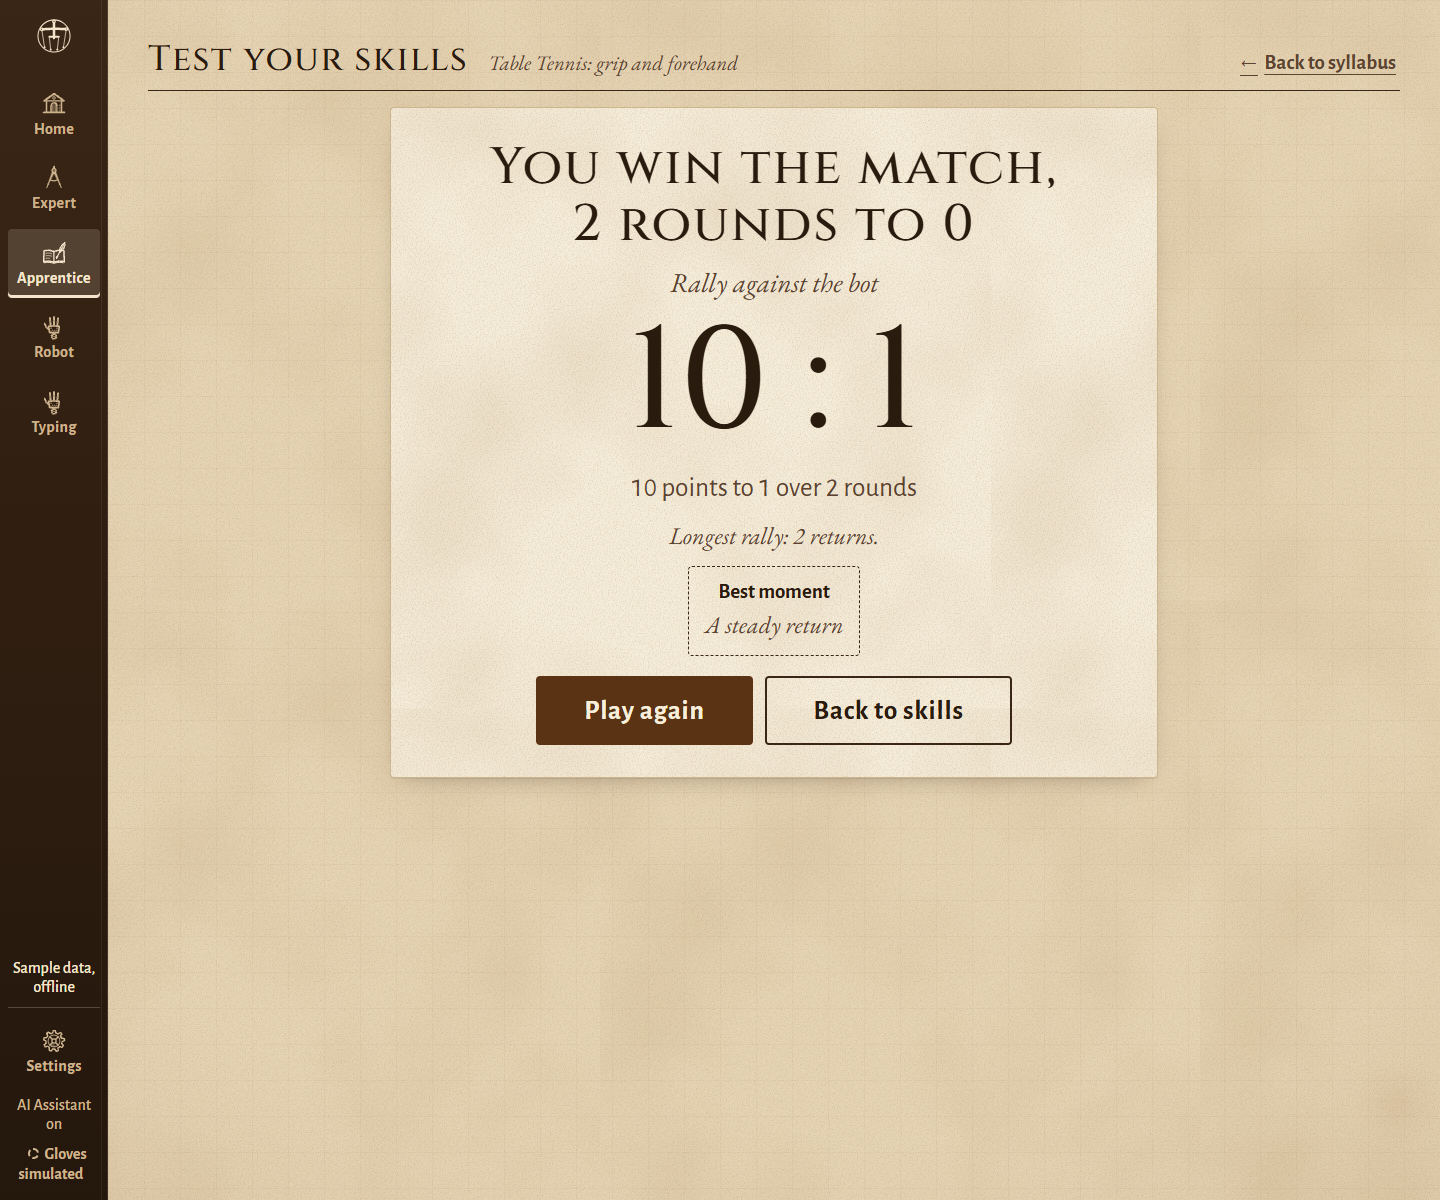 Test your skills
Table Tennis: grip and forehand
← Back to syllabus
Home
Expert
Apprentice
Robot
Typing
You win the match,
2 rounds to 0
Rally against the bot
10 : 1
10 points to 1 over 2 rounds
Longest rally: 2 returns.
Best moment
A steady return
Play again
Back to skills
Sample data,
offline
Settings
AI Assistant
on
Gloves
simulated